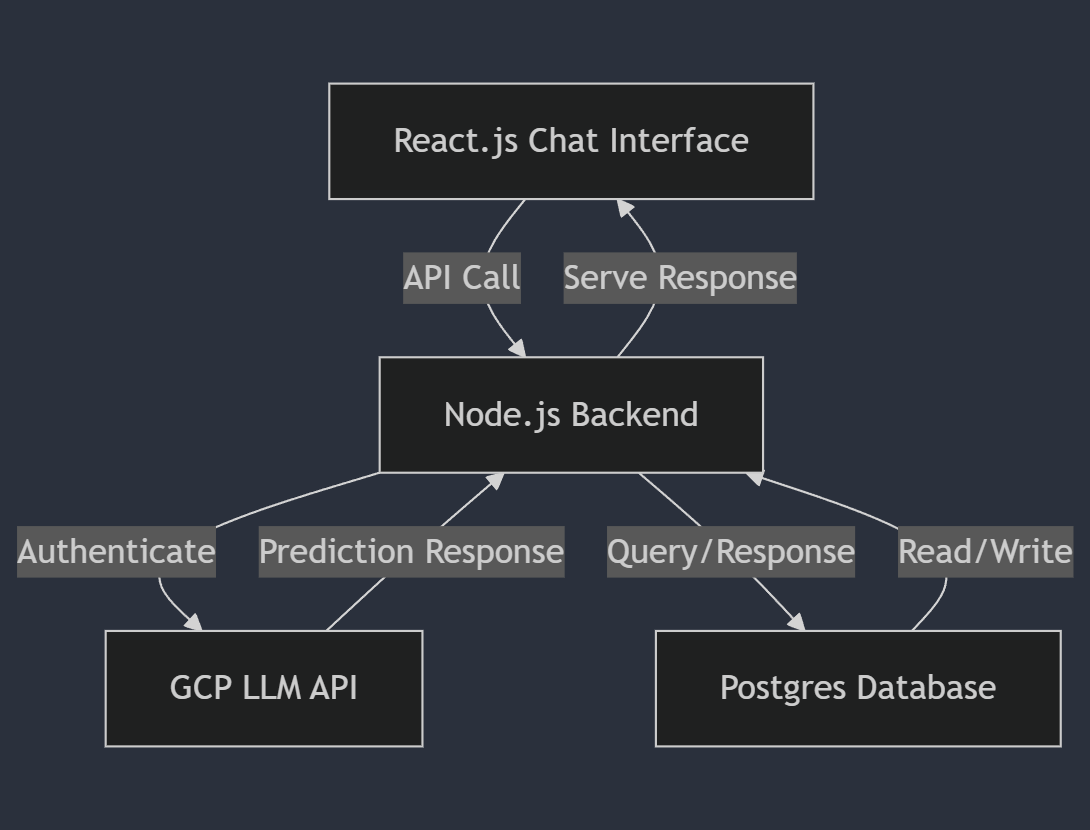 React.js Chat Interface
API Call
Serve Response
Node.js Backend
Authenticate
Prediction Response
Query/Response
Read/Write
GCP LLM API
Postgres Database